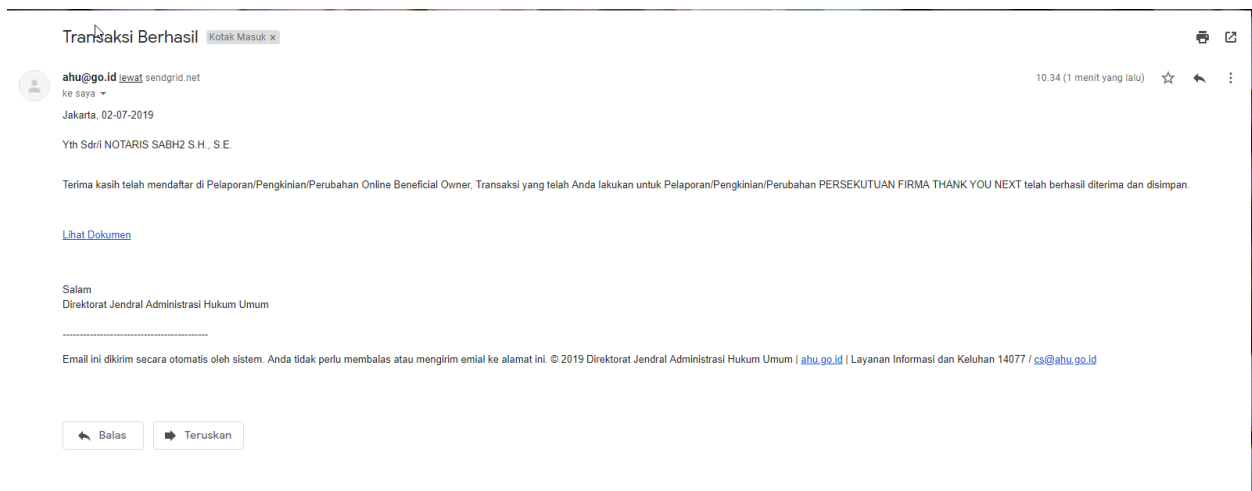 Transaksi Berhasil Kotak Masuk x
ahu@go.id lewat sendgrid.net 10.34 (1 menit yang lalu)
ke saya
Jakarta, 02-07-2019
Yth Sdr/i NOTARIS SABH2 S.H., S.E.
Terima kasih telah mendaftar di Pelaporan/Pengkinian/Perubahan Online Beneficial Owner, Transaksi yang telah Anda lakukan untuk Pelaporan/Pengkinian/Perubahan PERSEKUTUAN FIRMA THANK YOU NEXT telah berhasil diterima dan disimpan.
Lihat Dokumen
Salam
Direktorat Jendral Administrasi Hukum Umum
------------------------------------------
Email ini dikirim secara otomatis oleh sistem. Anda tidak perlu membalas atau mengirim emial ke alamat ini. © 2019 Direktorat Jendral Administrasi Hukum Umum | ahu.go.id | Layanan Informasi dan Keluhan 14077 / cs@ahu.go.id
Balas Teruskan